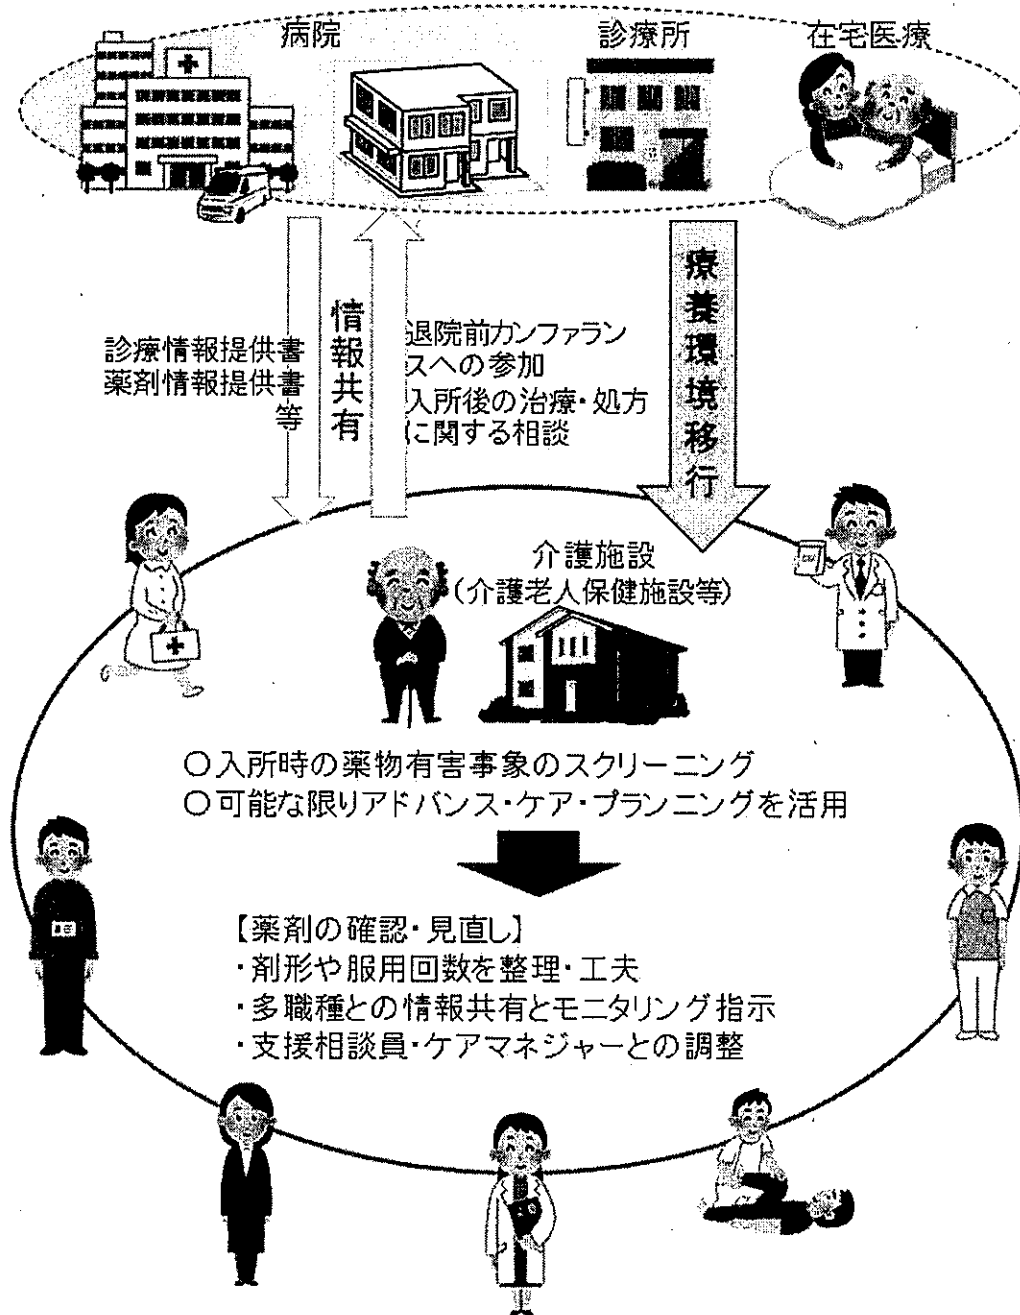 病院
診療所
在宅医療
診療情報提供書
薬剤情報提供書
等
情報共有
退院前カンファラン
スへの参加
入所後の治療・処方
に関する相談
療養環境移行
介護施設
(介護老人保健施設等)
○入所時の薬物有害事象のスクリーニング
○可能な限りアドバンス・ケア・プランニングを活用
【薬剤の確認・見直し】
・剤形や服用回数を整理・工夫
・多職種との情報共有とモニタリング指示
・支援相談員・ケアマネジャーとの調整